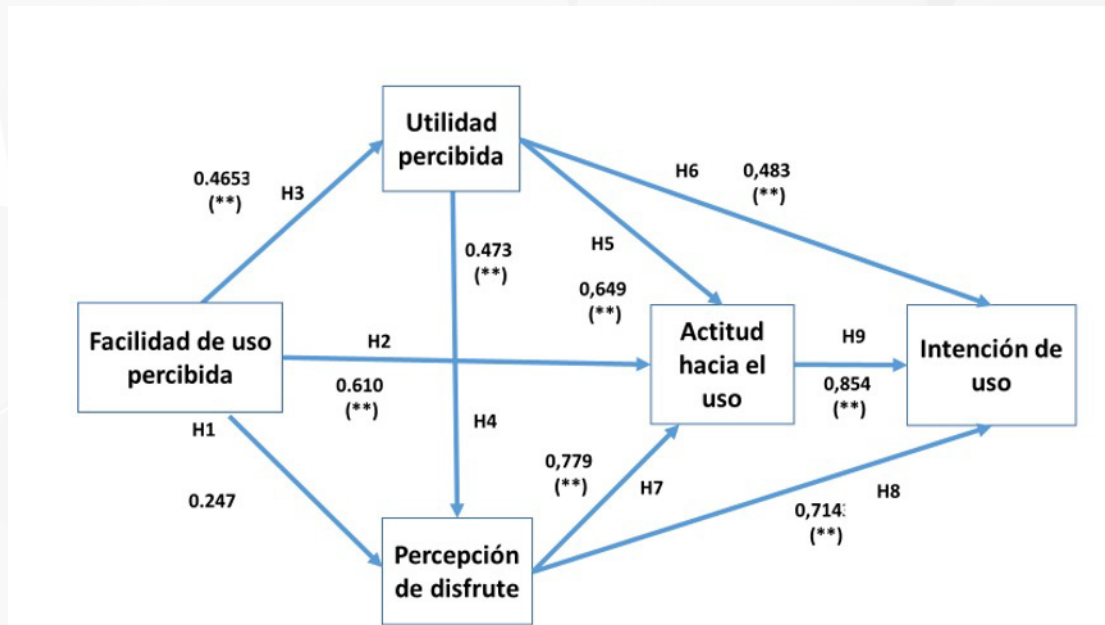 Utilidad
percibida
H6
0,483
(**)
0.4653
(**)
H3
H5
0.473
(**)
0,649
(**)
Facilidad de uso
percibida
H2
0.610
(**)
Actitud
hacia el
uso
H9
0,854
(**)
Intención de
uso
H1
H4
0.247
0,779
(**)
H7
H8
0,714
(**)
Percepción
de disfrute